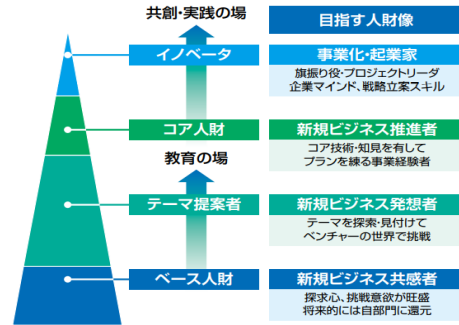 共創・実践の場
目指す人財像
イノベータ
事業化・起業家
旗振り役・プロジェクトリーダ
企業マインド、戦略立案スキル
コア人財
新規ビジネス推進者
コア技術・知見を有して
プランを練る事業経験者
教育の場
テーマ提案者
新規ビジネス発想者
テーマを探索・見付けて
ベンチャーの世界で挑戦
ベース人財
新規ビジネス共感者
探求心、挑戦意欲が旺盛
将来的には自部門に還元